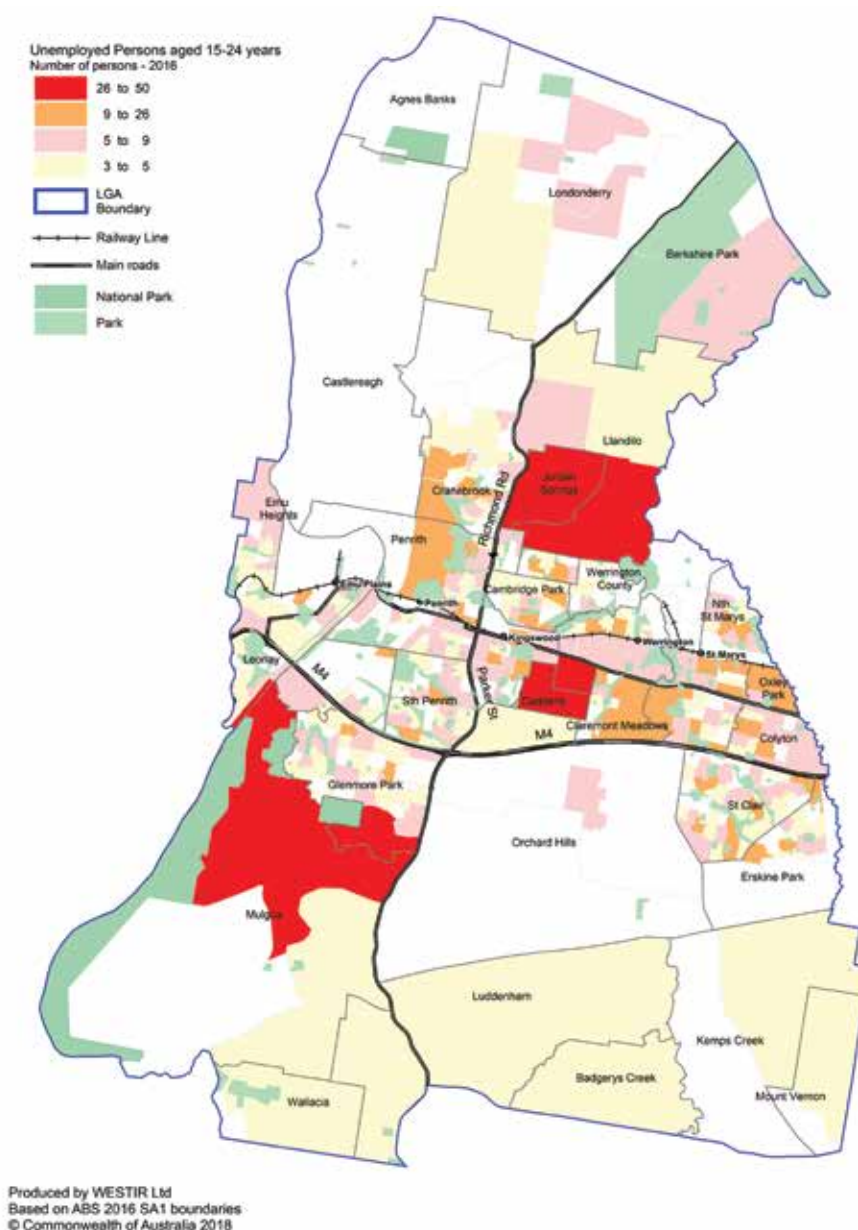 Unemployed Persons aged 15-24 years
Number of persons - 2016
26 to 50
9 to 26
5 to 9
3 to 5
LGA
Boundary
Railway Line
Main roads
National Park
Park
Agnes Banks
Londonderry
Berkshire Park
Castlereagh
Llandilo
Jordan
Springs
Cranebrook
Richmond Rd
Emu
Heights
Penrith
Emu Plains
Cambridge Park
Werrington
County
Nth
St Marys
Penrith
Kingswood
Werrington
St Marys
Leonay
M4
Sth Penrith
Parker St
Caddens
Claremont Meadows
Oxley
Park
Colyton
M4
Glenmore Park
St Clair
Orchard Hills
Erskine Park
Mulgoa
Luddenham
Kemps Creek
Badgerys Creek
Mount Vernon
Wallacia
Produced by WESTIR Ltd
Based on ABS 2016 SA1 boundaries
© Commonwealth of Australia 2018